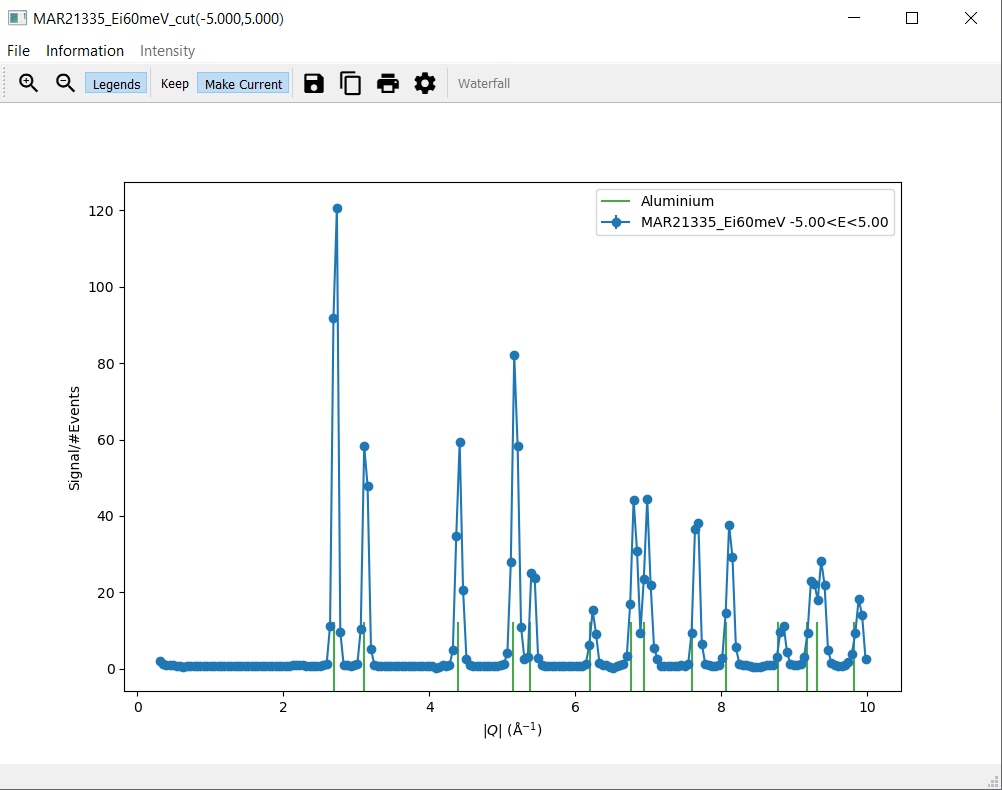 MAR21335_Ei60meV_cut(-5.000,5.000)
File Information Intensity
Legends Keep Make Current Waterfall
Aluminium
MAR21335_Ei60meV -5.00<E<5.00
120
100
80
60
40
20
0
Signal/#Events
0 2 4 6 8 10
|Q| (Å⁻¹)